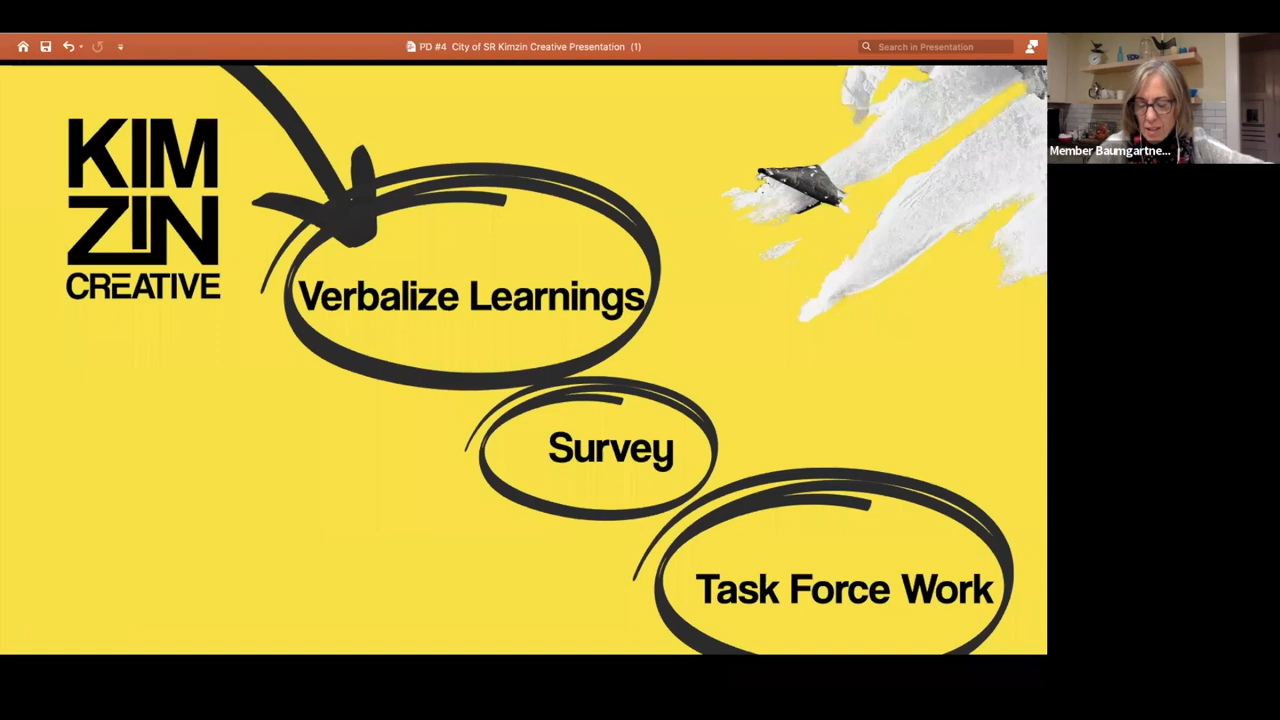 PD #4 City of SR Kimzin Creative Presentation (1)
Search in Presentation
KIM
ZIN
CREATIVE
Verbalize Learnings
Survey
Task Force Work
Member Baumgartne...